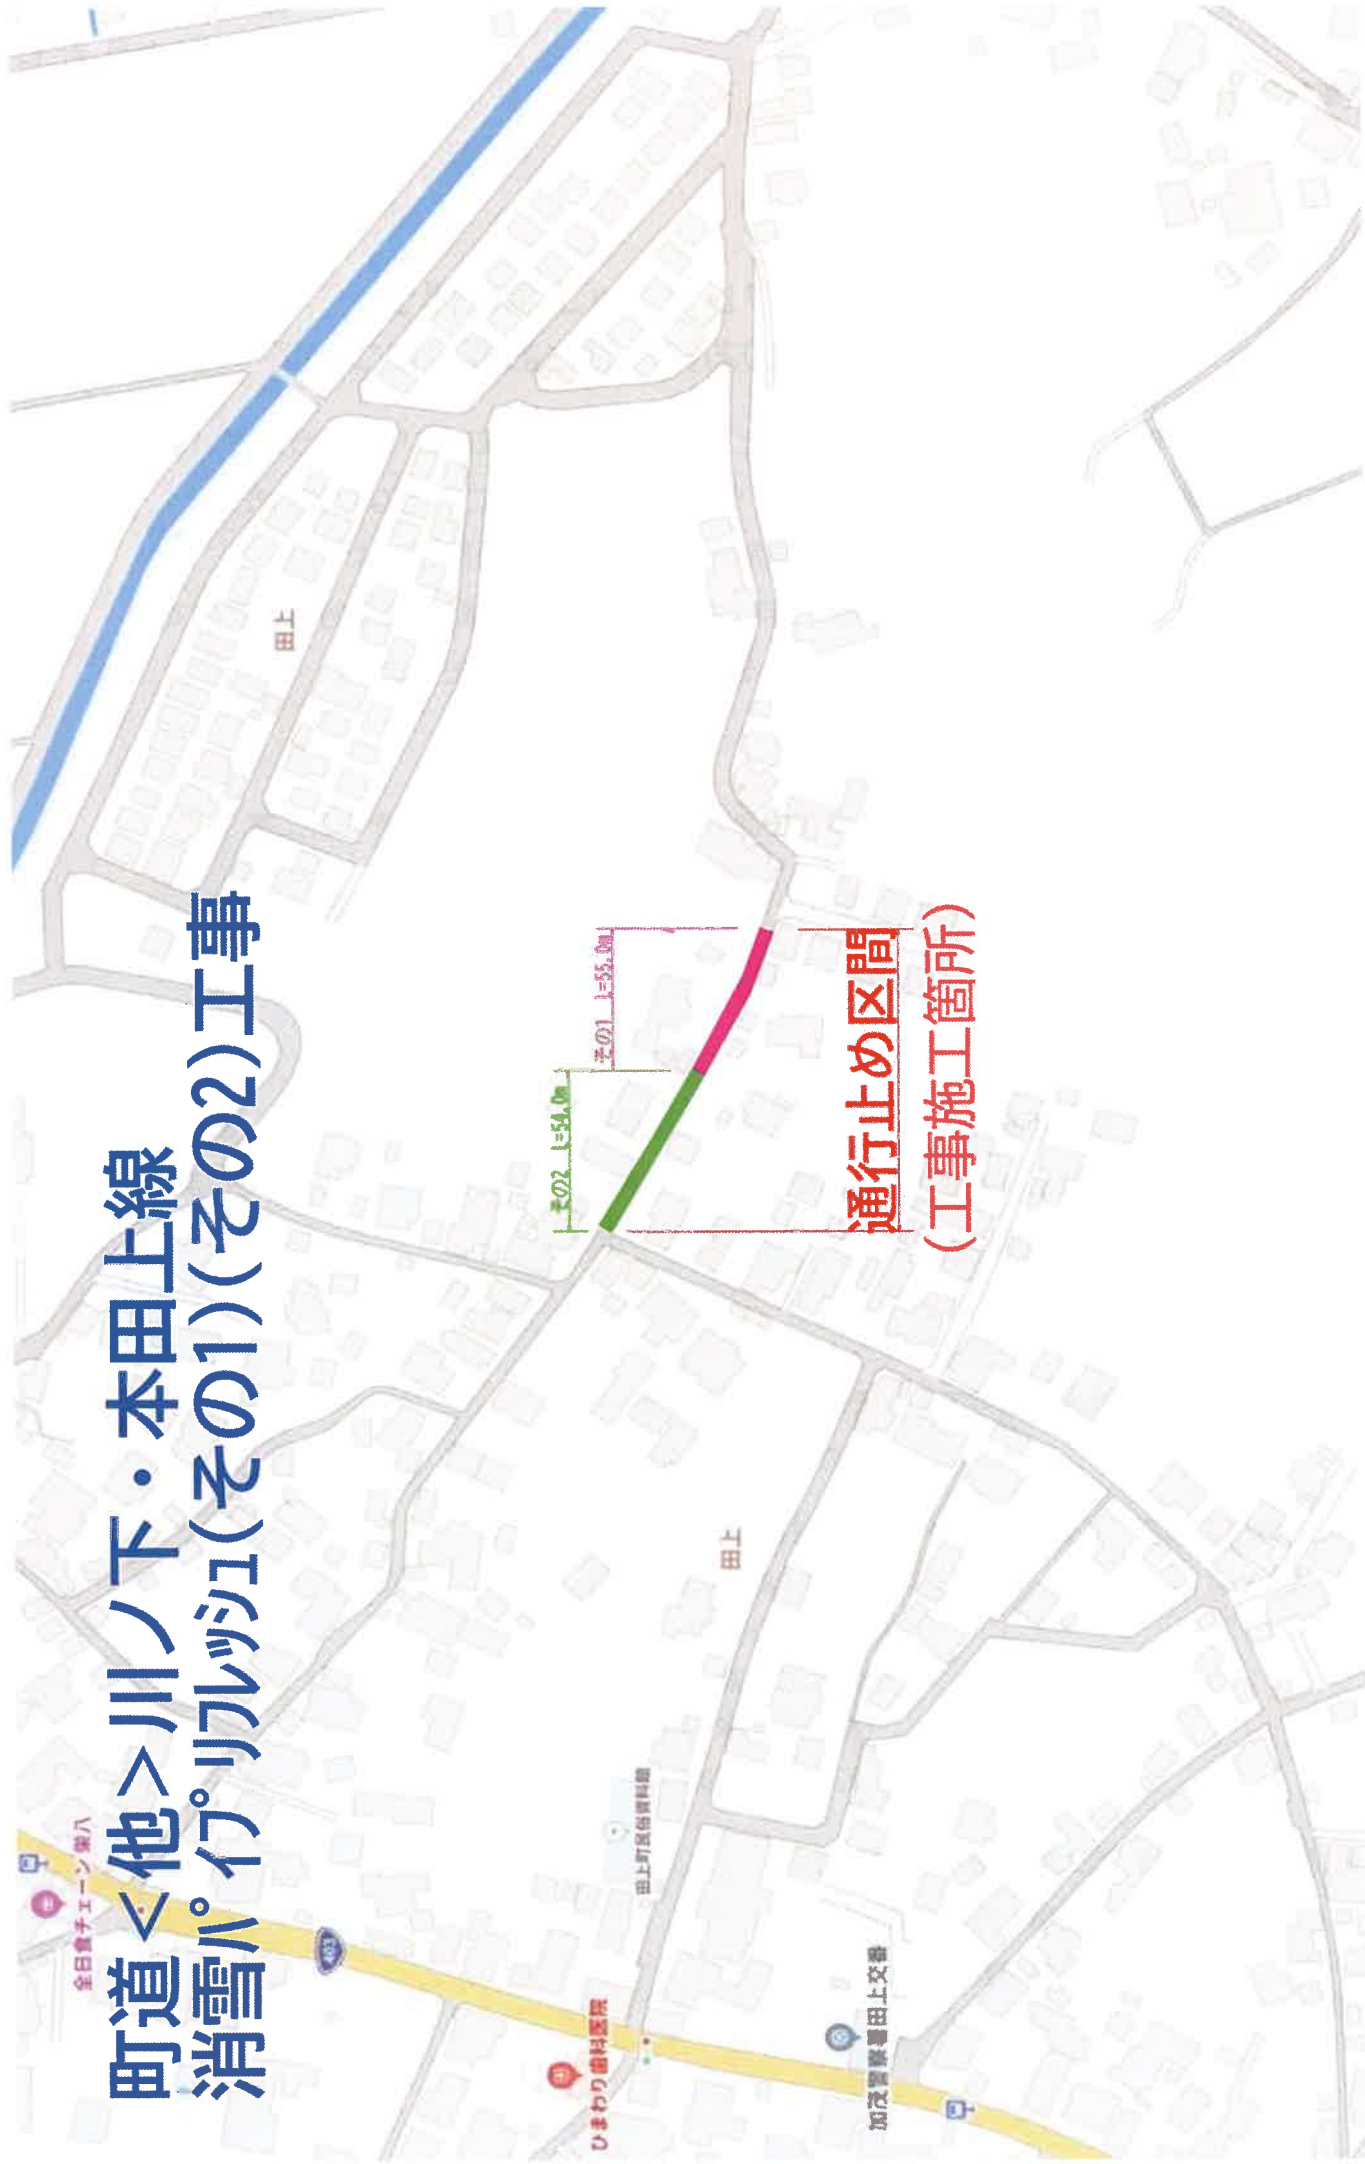 町道<他>川ノ下・本田上線
消雪ﾊﾟｲﾌﾟﾘﾌﾚｯｼｭ(その1)(その2)工事
全日食チェーン 栄八
403
田上
その2 L=54.0m
その1 L=55.0m
通行止め区間
(工事施工箇所)
ひまわり歯科医院
田上町民俗資料館
田上
加茂警察署田上交番